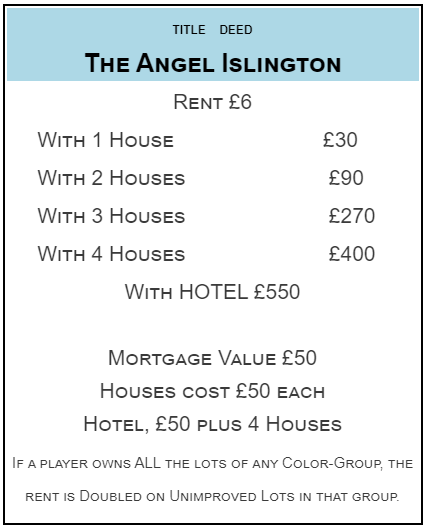 TITLE DEED
THE ANGEL ISLINGTON
RENT £6
WITH 1 HOUSE £30
WITH 2 HOUSES £90
WITH 3 HOUSES £270
WITH 4 HOUSES £400
WITH HOTEL £550
MORTGAGE VALUE £50
HOUSES COST £50 EACH
HOTEL, £50 PLUS 4 HOUSES
IF A PLAYER OWNS ALL THE LOTS OF ANY COLOR-GROUP, THE
RENT IS DOUBLED ON UNIMPROVED LOTS IN THAT GROUP.